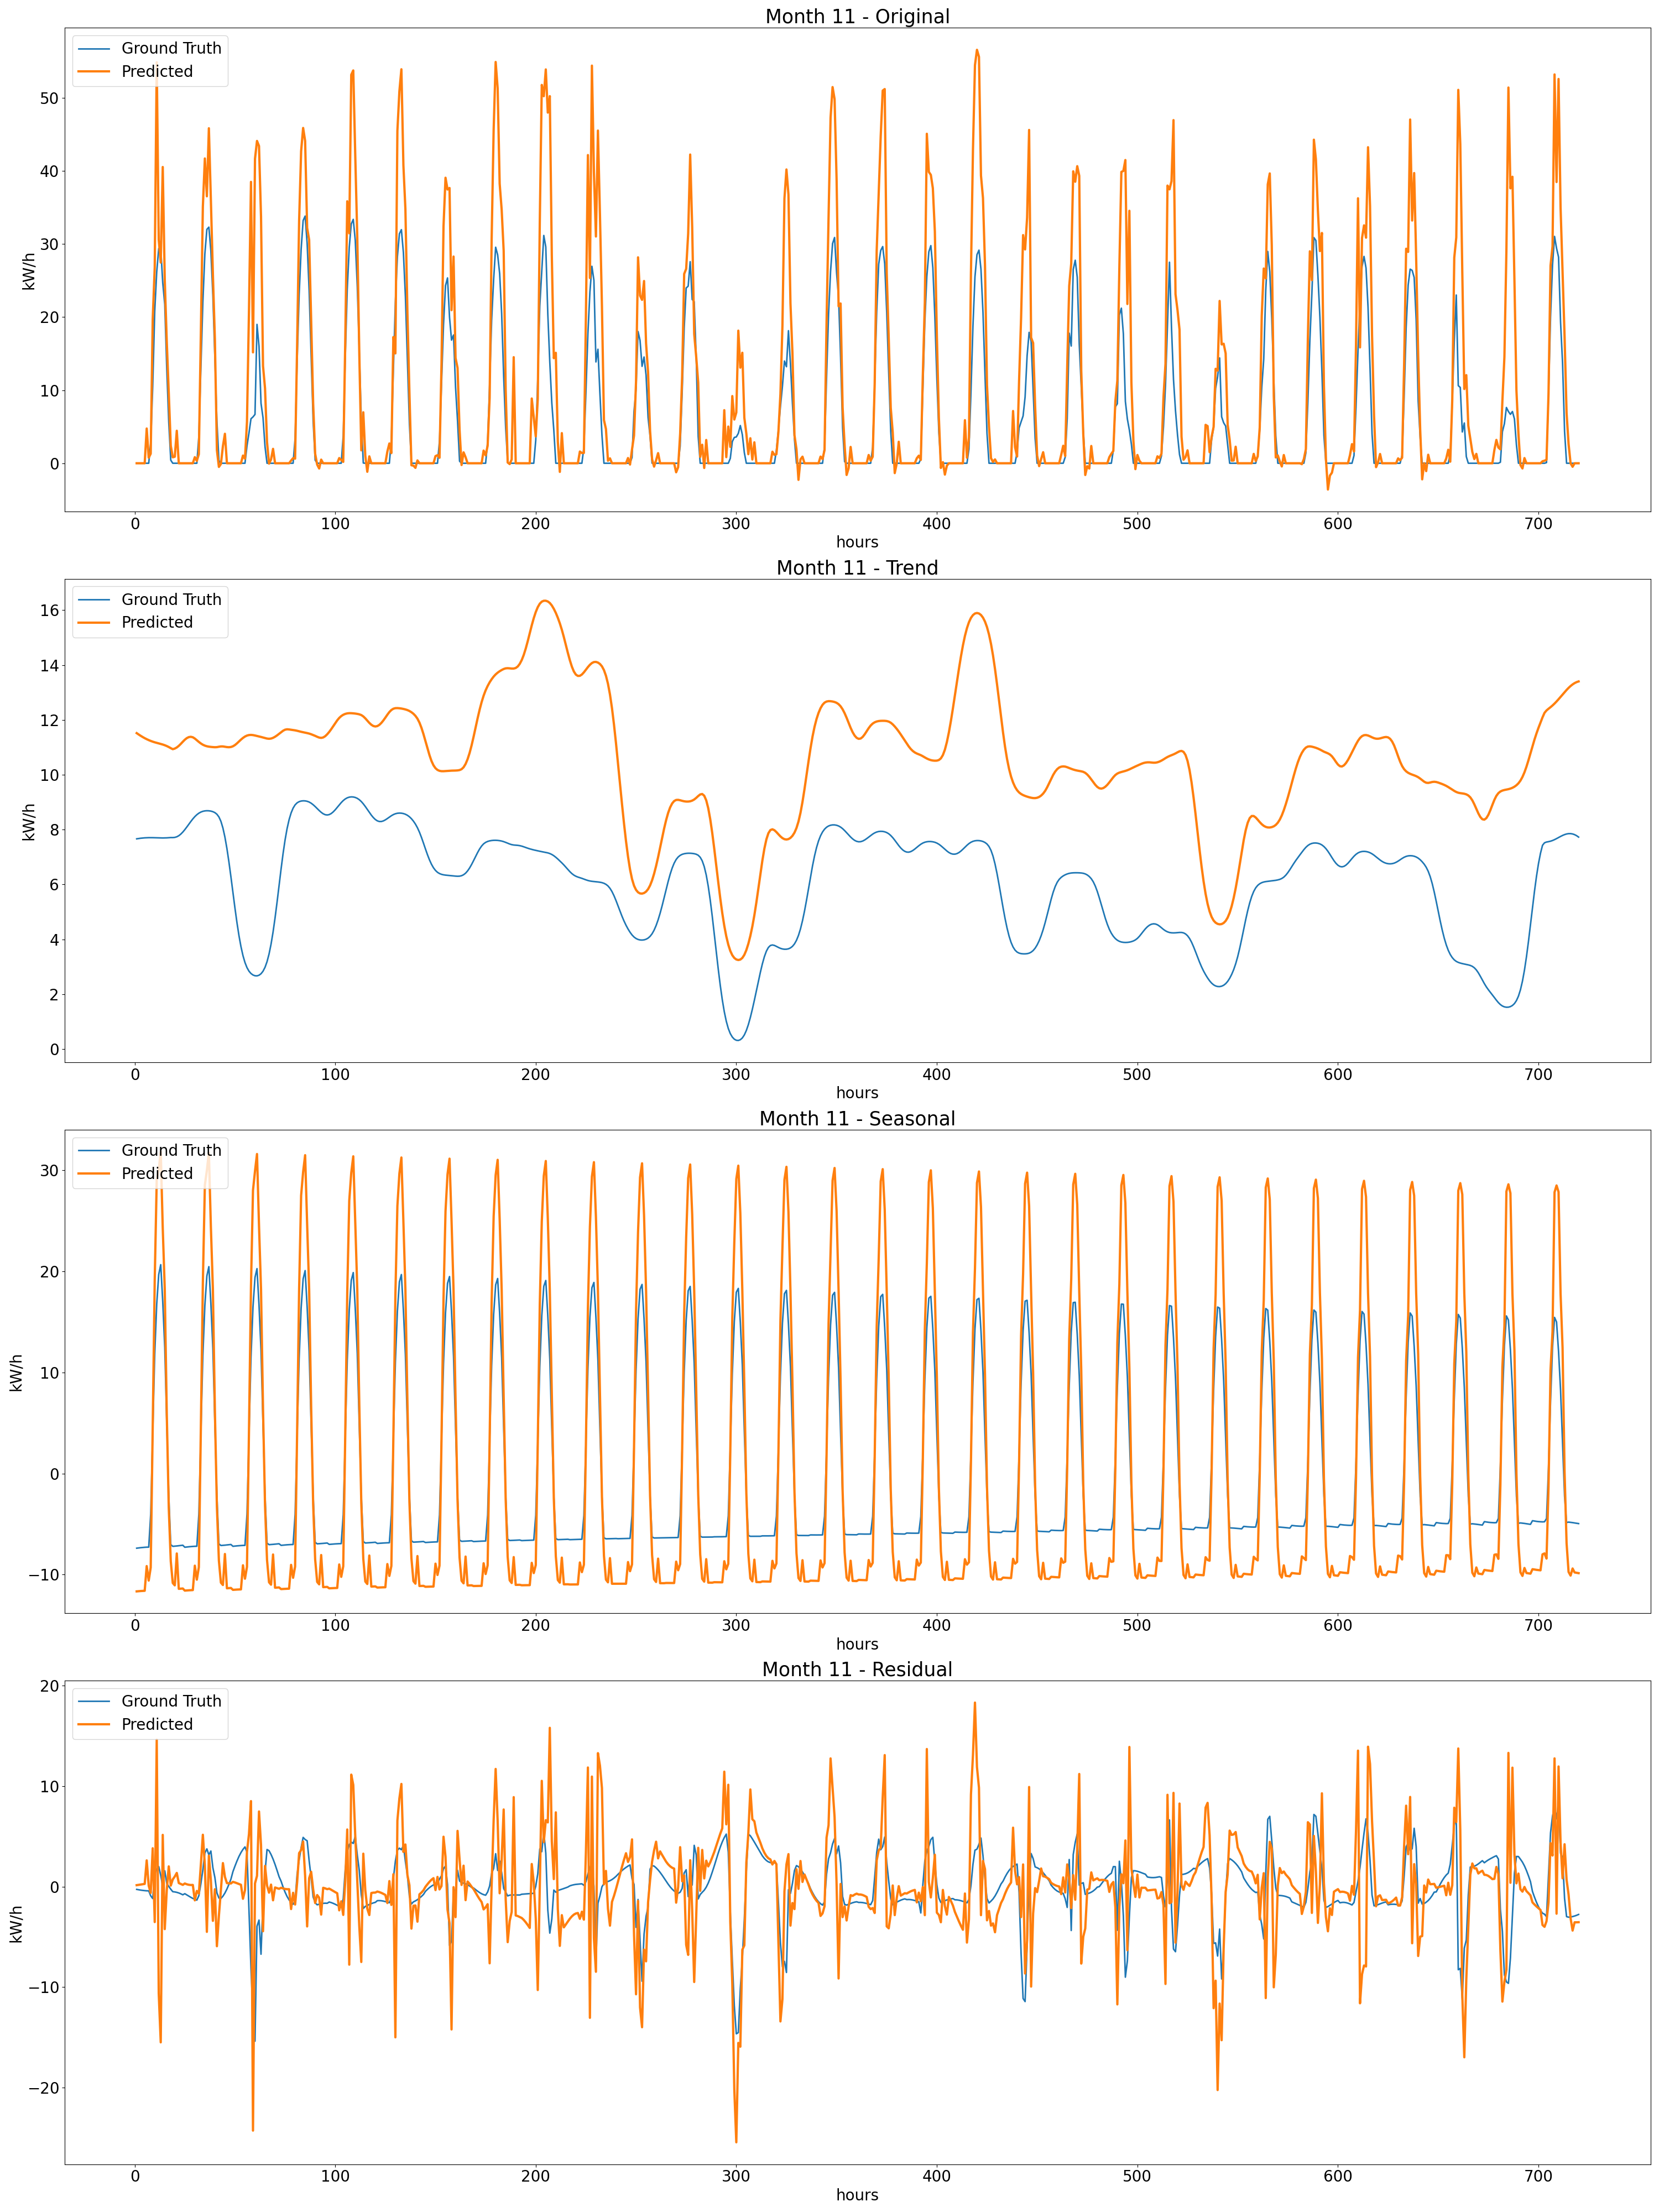 Month 11 - Original
Ground Truth
Predicted
kW/h
50
40
30
20
10
0
0 100 200 300 400 500 600 700
hours
Month 11 - Trend
Ground Truth
Predicted
kW/h
16
14
12
10
8
6
4
2
0
0 100 200 300 400 500 600 700
hours
Month 11 - Seasonal
Ground Truth
Predicted
kW/h
30
20
10
0
−10
0 100 200 300 400 500 600 700
hours
Month 11 - Residual
Ground Truth
Predicted
kW/h
20
10
0
−10
−20
0 100 200 300 400 500 600 700
hours